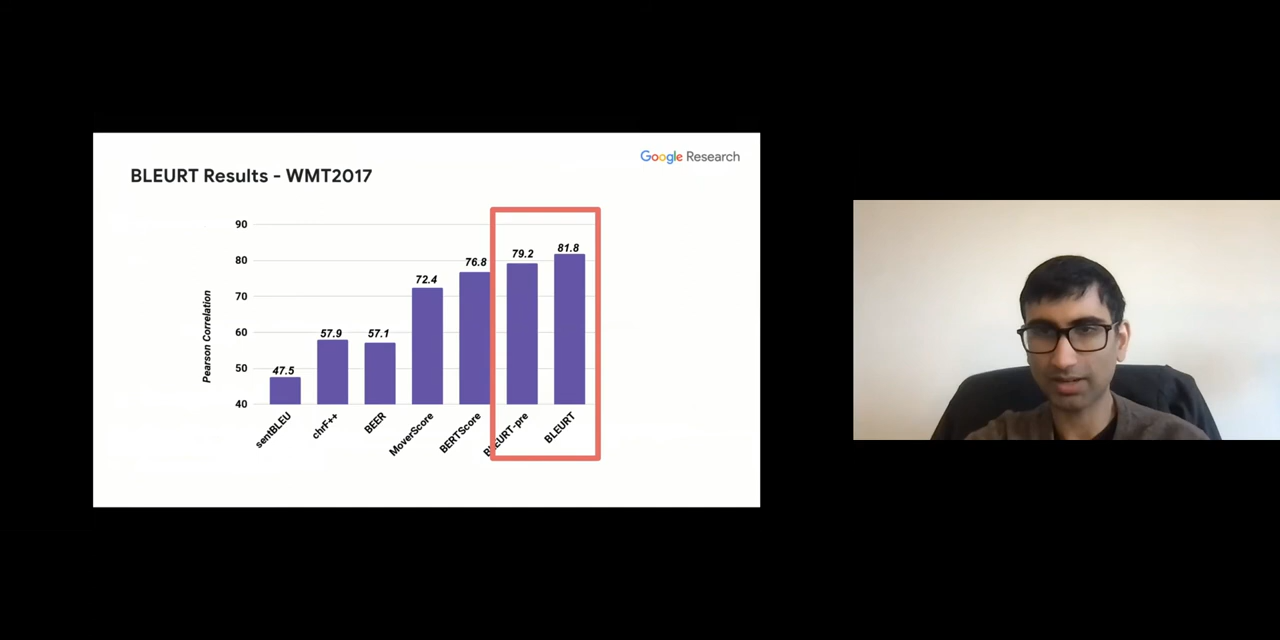 Google Research
BLEURT Results - WMT2017
Pearson Correlation
90
80
70
60
50
40
47.5
57.9
57.1
72.4
76.8
79.2
81.8
sentBLEU
chrF++
BEER
MoverScore
BERTScore
BLEURT-pre
BLEURT